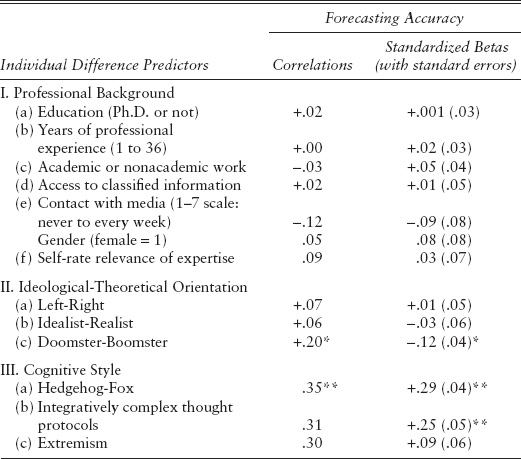 Forecasting Accuracy
Standardized Betas
Individual Difference Predictors Correlations (with standard errors)
I. Professional Background
(a) Education (Ph.D. or not) +.02 +.001 (.03)
(b) Years of professional
experience (1 to 36) +.00 +.02 (.03)
(c) Academic or nonacademic work −.03 +.05 (.04)
(d) Access to classified information +.02 +.01 (.05)
(e) Contact with media (1–7 scale:
never to every week) −.12 −.09 (.08)
Gender (female = 1) .05 .08 (.08)
(f) Self-rate relevance of expertise .09 .03 (.07)
II. Ideological-Theoretical Orientation
(a) Left-Right +.07 +.01 (.05)
(b) Idealist-Realist +.06 −.03 (.06)
(c) Doomster-Boomster +.20* −.12 (.04)*
III. Cognitive Style
(a) Hedgehog-Fox .35** +.29 (.04)**
(b) Integratively complex thought
protocols .31 +.25 (.05)**
(c) Extremism .30 +.09 (.06)